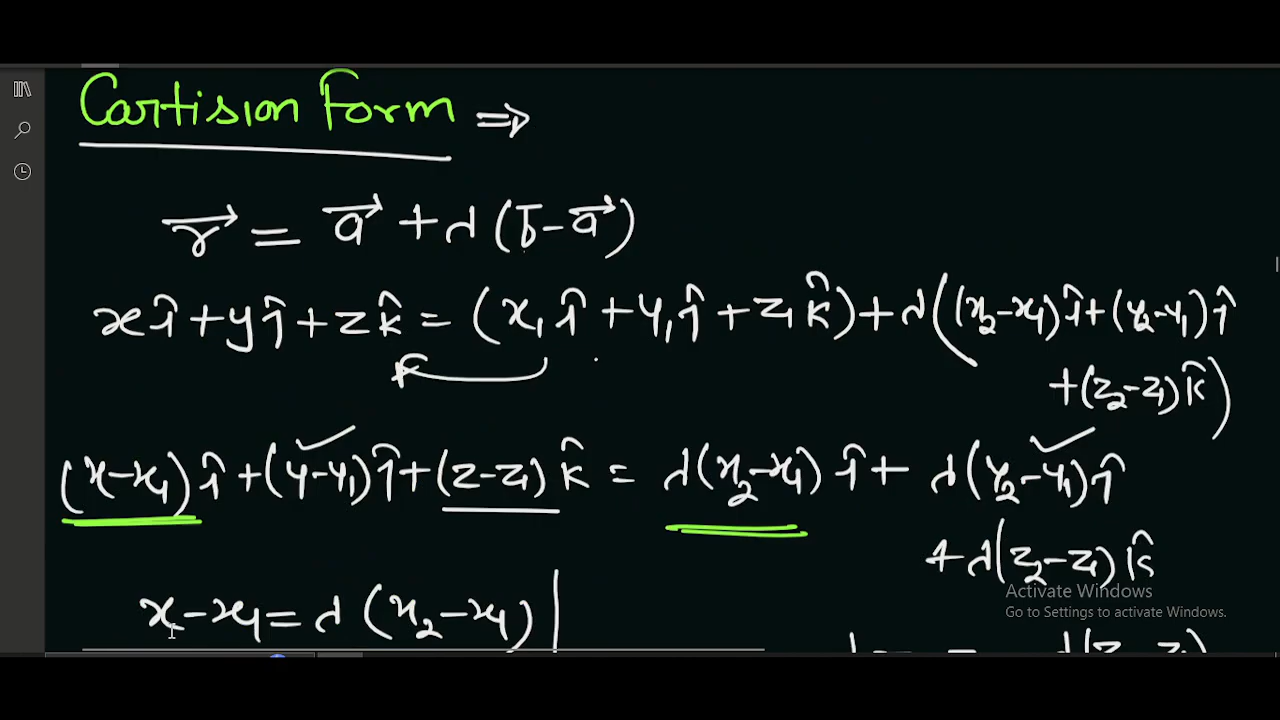 Cartision Form ⇒
r⃗ = a⃗ + λ(b̄ - a⃗)
xî + yĵ + zk̂ = (x₁î + y₁ĵ + z₁k̂) + λ((x₂-x₁)î + (y₂-y₁)ĵ
+ (z₂-z₁)k̂)
(x-x₁)î + (y-y₁)ĵ + (z-z₁)k̂ = λ(x₂-x₁)î + λ(y₂-y₁)ĵ
+ λ(z₂-z₁)k̂
Activate Windows
Go to Settings to activate Windows.
x-x₁ = λ(x₂-x₁)